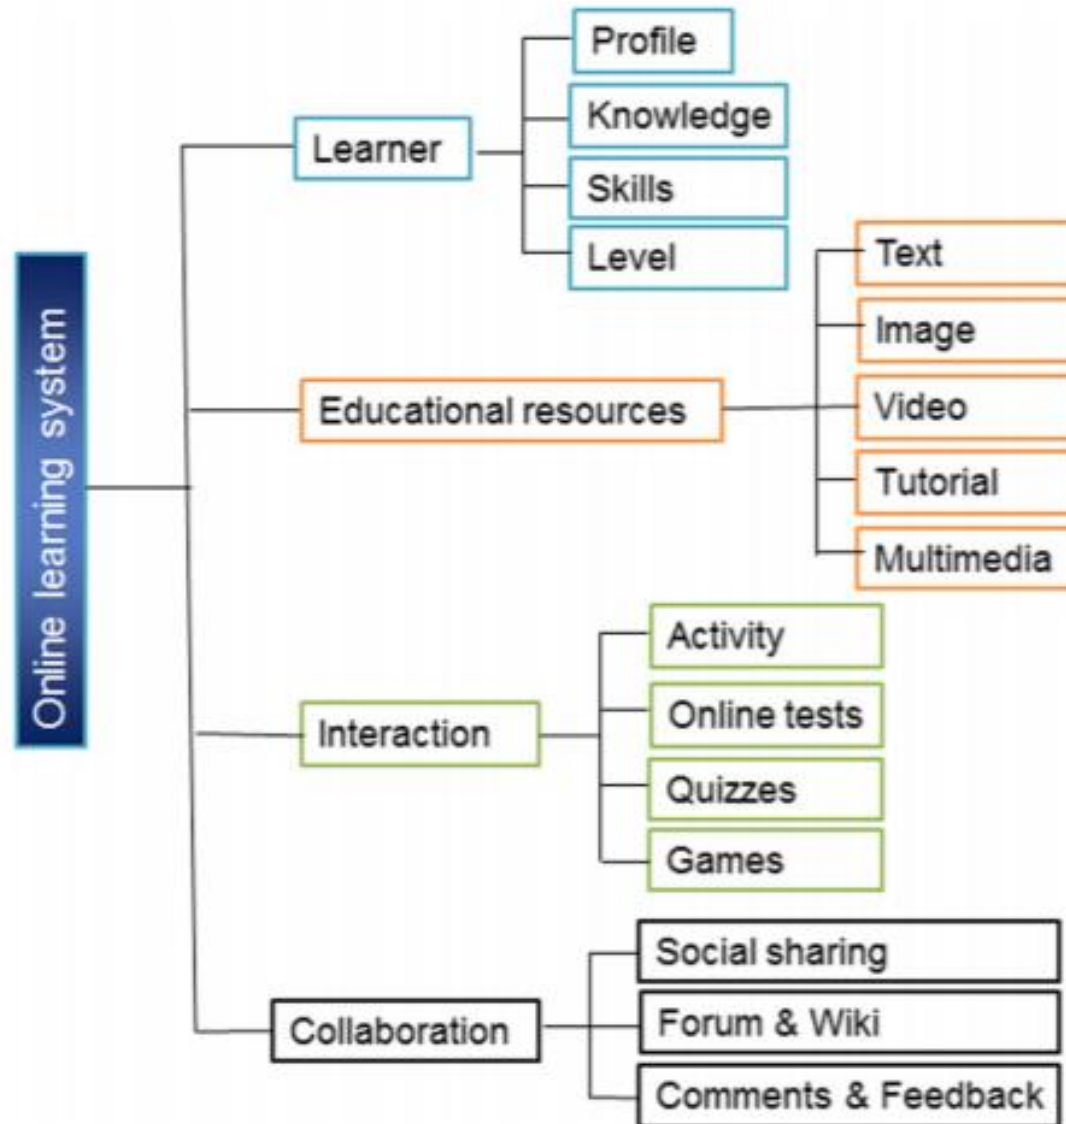 Online learning system
Learner
Profile
Knowledge
Skills
Level
Educational resources
Text
Image
Video
Tutorial
Multimedia
Interaction
Activity
Online tests
Quizzes
Games
Collaboration
Social sharing
Forum & Wiki
Comments & Feedback